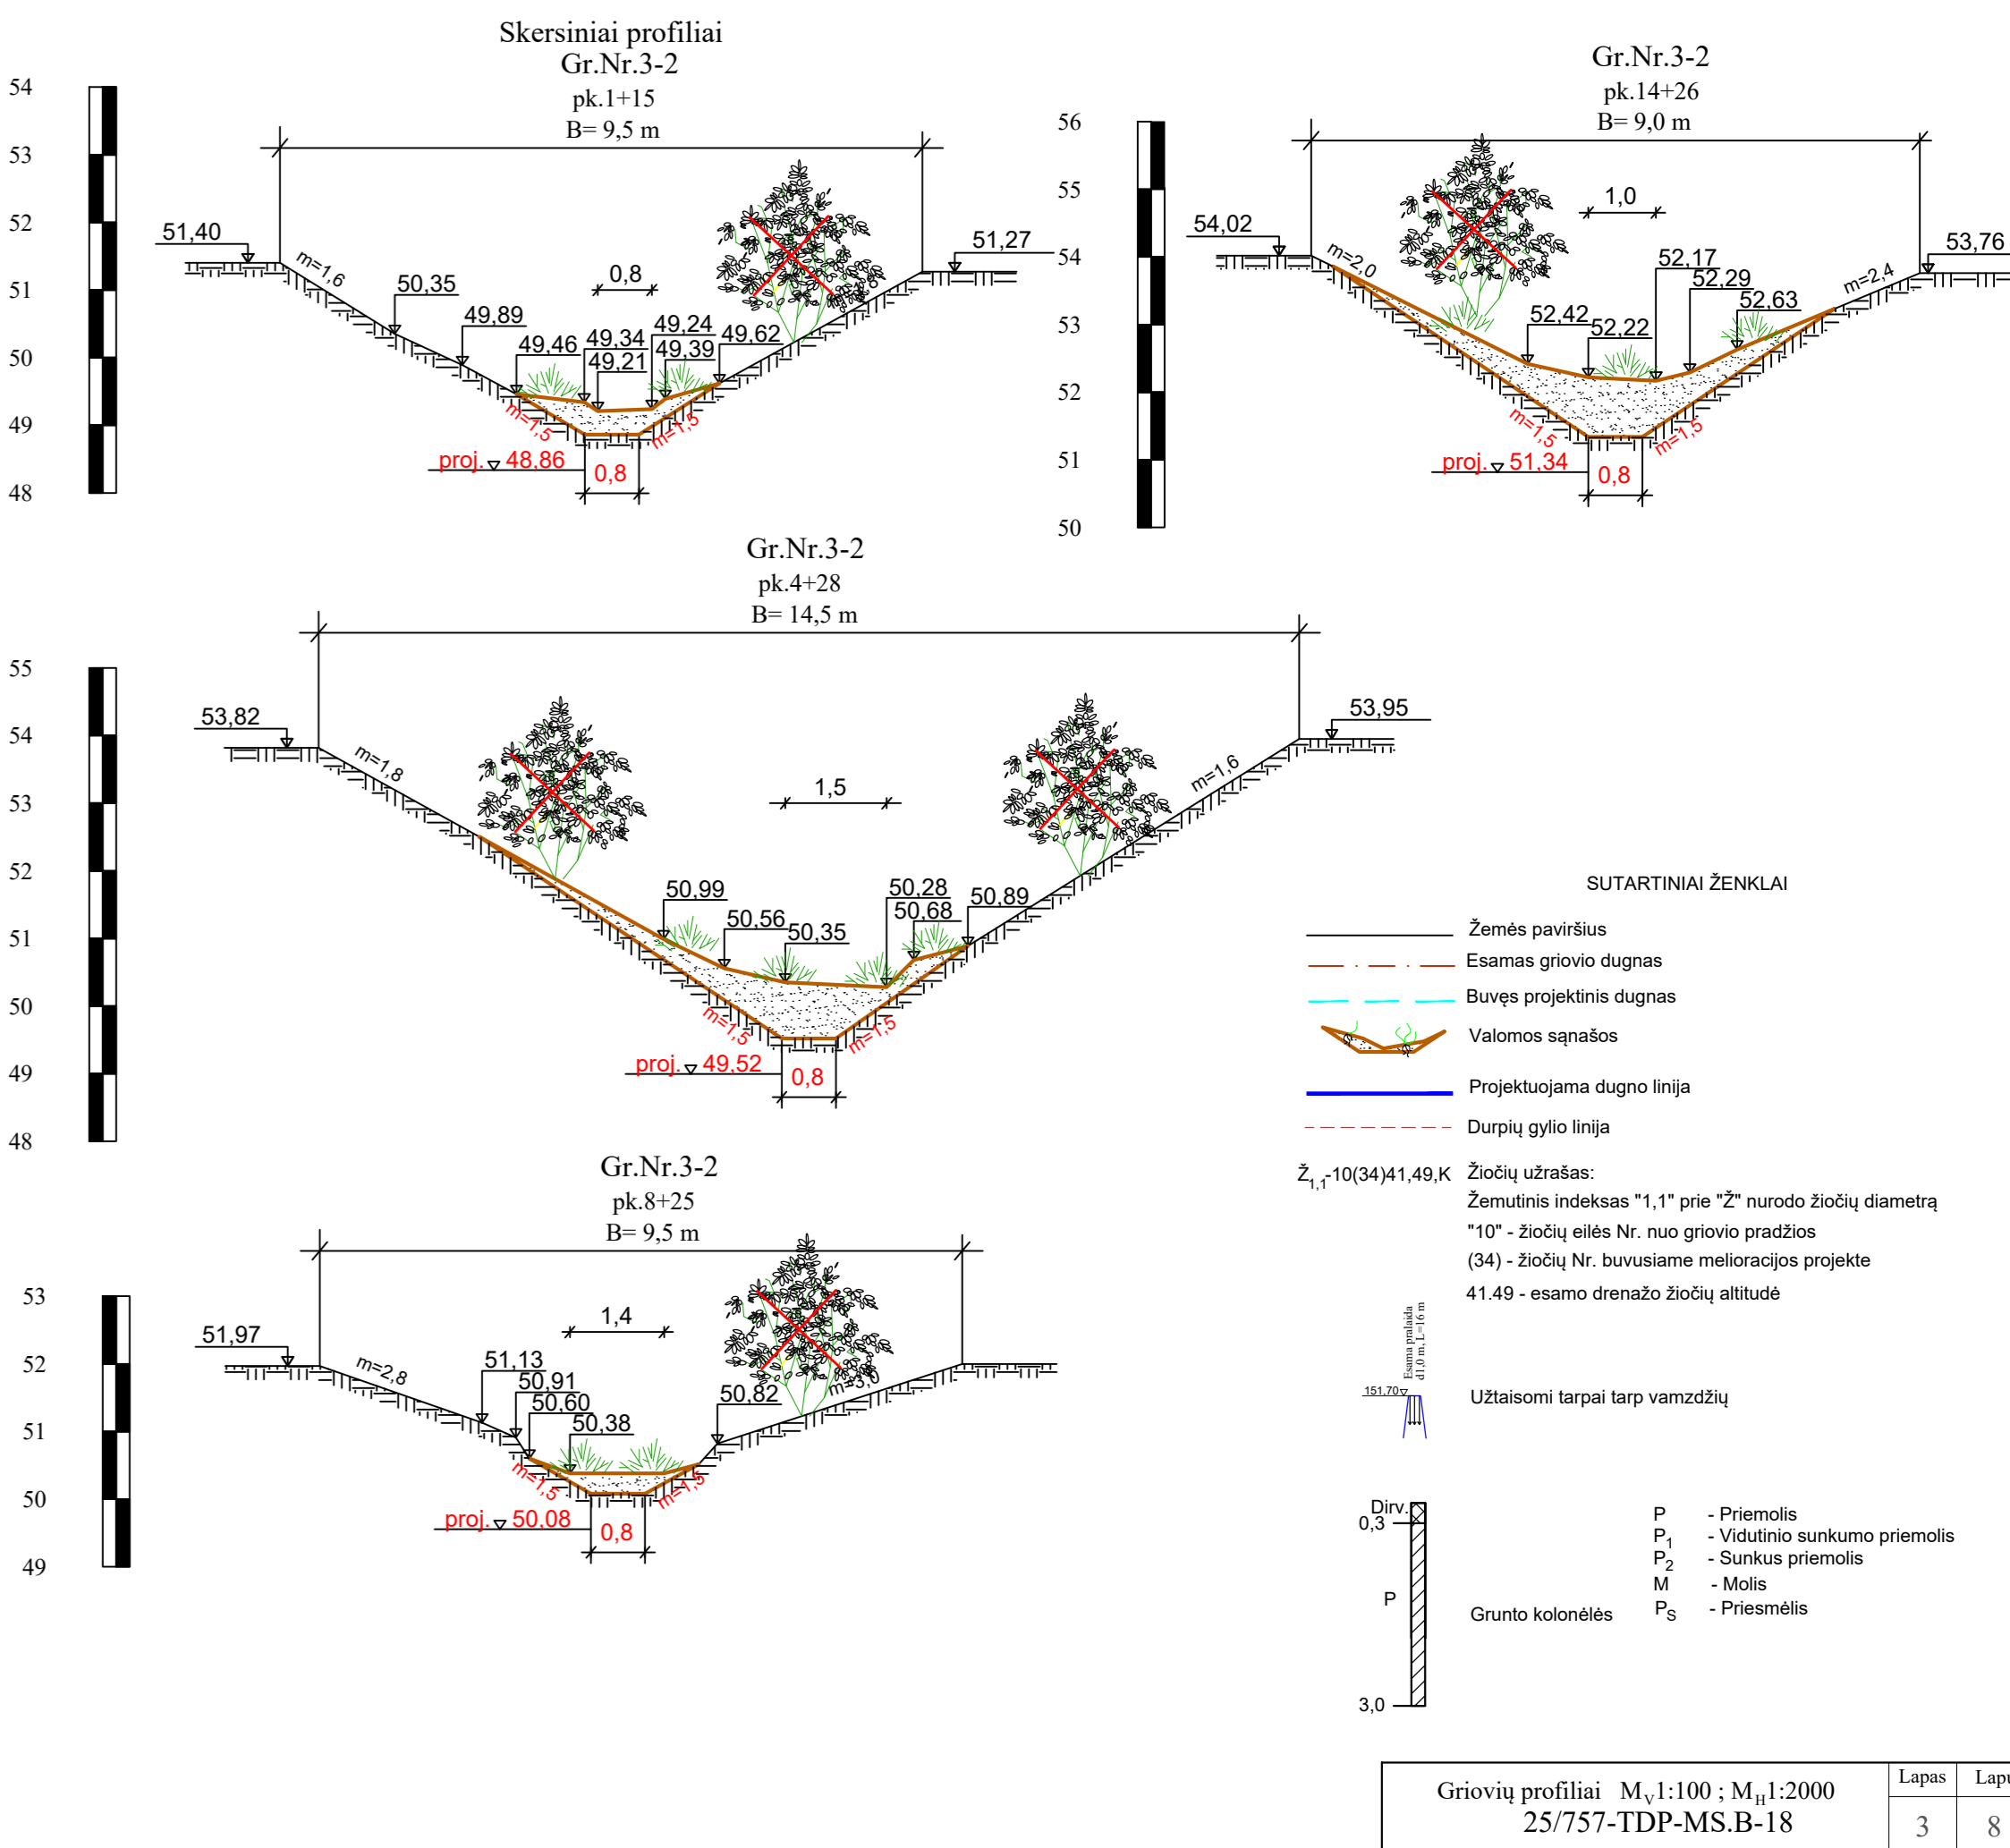 Skersiniai profiliai
Gr.Nr.3-2
pk.1+15
B= 9,5 m
54
53
52
51
50
49
48
51,40
m=1,6
50,35
49,89
49,46
49,34
49,21
0,8
49,24
49,39
49,62
51,27
m=1,5
m=1,5
proj. 48,86
0,8
Gr.Nr.3-2
pk.14+26
B= 9,0 m
56
55
54
53
52
51
50
54,02
m=2,0
1,0
52,42
52,22
52,17
52,29
52,63
m=2,4
53,76
m=1,5
m=1,5
proj. 51,34
0,8
Gr.Nr.3-2
pk.4+28
B= 14,5 m
55
54
53
52
51
50
49
48
53,82
m=1,8
1,5
50,99
50,56
50,35
50,28
50,68
50,89
m=1,6
53,95
m=1,5
m=1,5
proj. 49,52
0,8
Gr.Nr.3-2
pk.8+25
B= 9,5 m
53
52
51
50
49
51,97
m=2,8
51,13
50,91
50,60
50,38
1,4
50,82
m=3,0
m=1,5
m=1,5
proj. 50,08
0,8
SUTARTINIAI ŽENKLAI
Žemės paviršius
Esamas griovio dugnas
Buvęs projektinis dugnas
Valomos sąnašos
Projektuojama dugno linija
Durpių gylio linija
Ž1,1-10(34)41,49,K Žiočių užrašas:
Žemutinis indeksas "1,1" prie "Ž" nurodo žiočių diametrą
"10" - žiočių eilės Nr. nuo griovio pradžios
(34) - žiočių Nr. buvusiame melioracijos projekte
41.49 - esamo drenažo žiočių altitudė
Esama pralaida
d1,0 m, L=16 m
151,70
Užtaisomi tarpai tarp vamzdžių
Dirv.
0,3
P
3,0
Grunto kolonėlės
P - Priemolis
P1 - Vidutinio sunkumo priemolis
P2 - Sunkus priemolis
M - Molis
PS - Priesmėlis
Griovių profiliai MV1:100 ; MH1:2000
25/757-TDP-MS.B-18
Lapas
3
Lapų
8